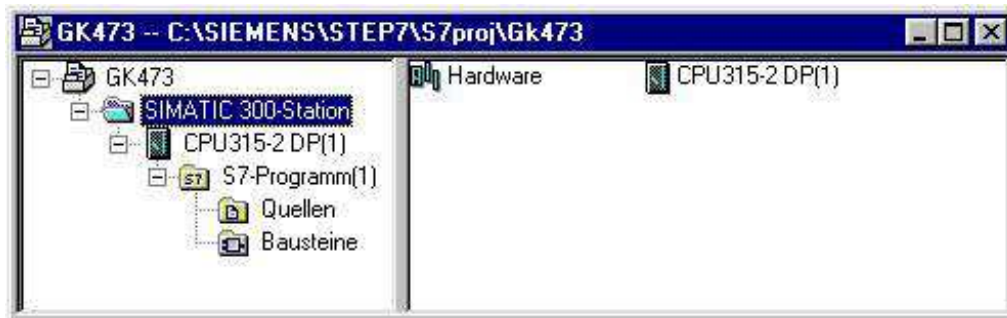 GK473 -- C:\SIEMENS\STEP7\S7proj\Gk473
GK473
SIMATIC 300-Station
CPU315-2 DP(1)
S7-Programm(1)
Quellen
Bausteine
Hardware
CPU315-2 DP(1)